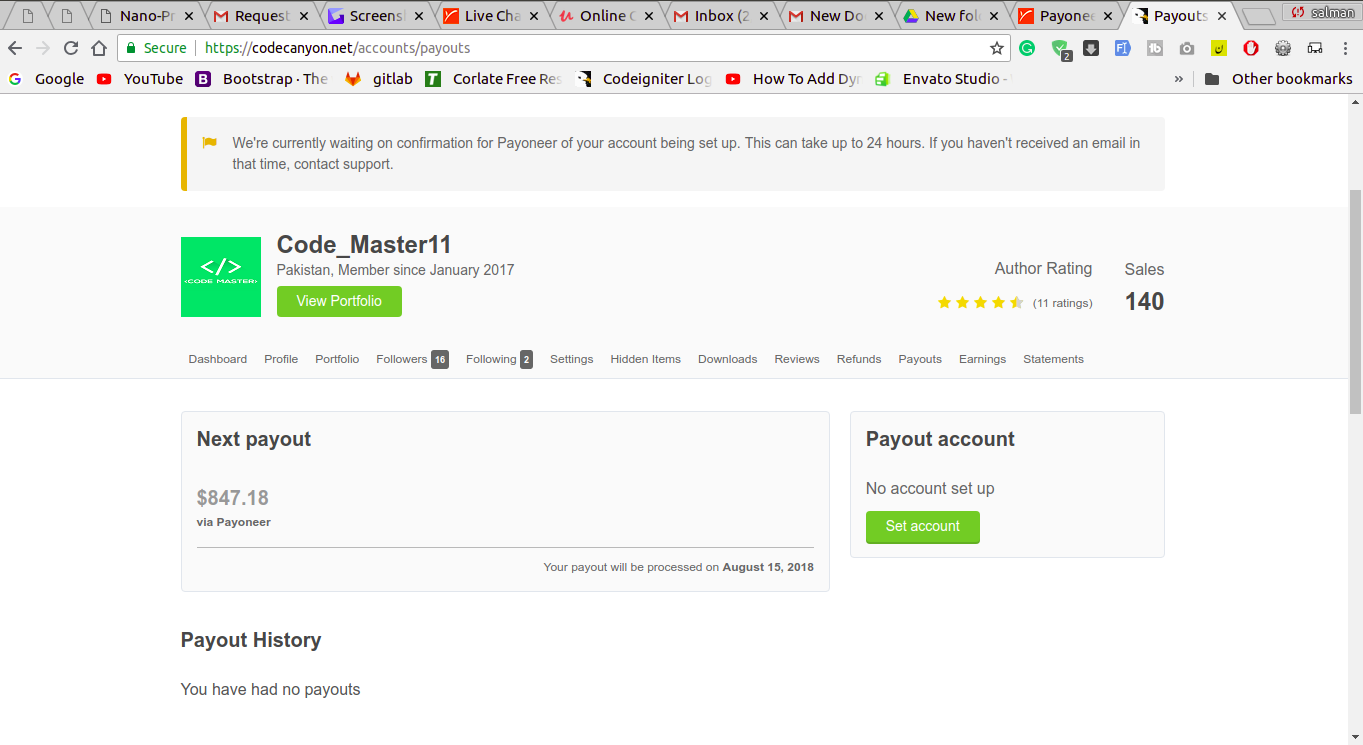 Nano-Pr
Request
Screensh
Live Cha
Online C
Inbox (2
New Do
New fol
Payonee
Payouts
salman
Secure
https://codecanyon.net/accounts/payouts
2
Google
YouTube
Bootstrap · The
gitlab
Corlate Free Res
Codeigniter Log
How To Add Dyn
Envato Studio -
»
Other bookmarks
We're currently waiting on confirmation for Payoneer of your account being set up. This can take up to 24 hours. If you haven't received an email in
that time, contact support.
</>
<CODE MASTER>
Code_Master11
Pakistan, Member since January 2017
View Portfolio
Author Rating
(11 ratings)
Sales
140
Dashboard Profile Portfolio Followers 16 Following 2 Settings Hidden Items Downloads Reviews Refunds Payouts Earnings Statements
Next payout
$847.18
via Payoneer
Your payout will be processed on August 15, 2018
Payout account
No account set up
Set account
Payout History
You have had no payouts